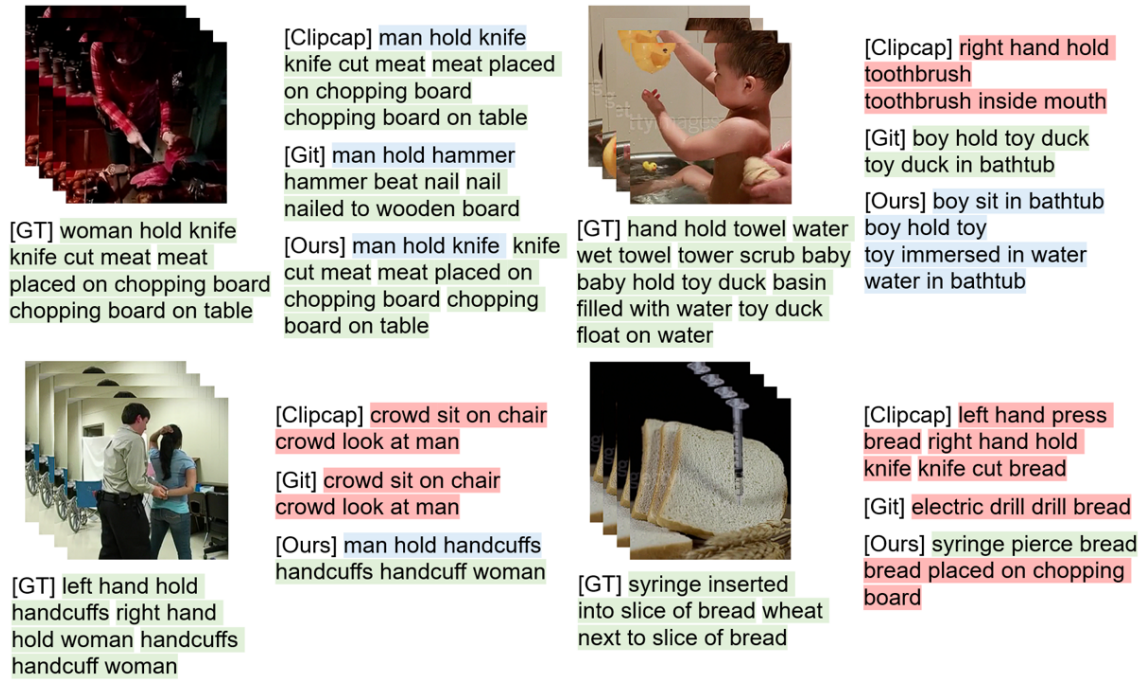 [Clipcap] man hold knife
knife cut meat meat placed
on chopping board
chopping board on table
[Git] man hold hammer
hammer beat nail nail
nailed to wooden board
[Ours] man hold knife knife
cut meat meat placed on
chopping board chopping
board on table
[GT] woman hold knife
knife cut meat meat
placed on chopping board
chopping board on table
[Clipcap] right hand hold
toothbrush
toothbrush inside mouth
[Git] boy hold toy duck
toy duck in bathtub
[Ours] boy sit in bathtub
boy hold toy
toy immersed in water
water in bathtub
[GT] hand hold towel water
wet towel tower scrub baby
baby hold toy duck basin
filled with water toy duck
float on water
[Clipcap] crowd sit on chair
crowd look at man
[Git] crowd sit on chair
crowd look at man
[Ours] man hold handcuffs
handcuffs handcuff woman
[GT] left hand hold
handcuffs right hand
hold woman handcuffs
handcuff woman
[Clipcap] left hand press
bread right hand hold
knife knife cut bread
[Git] electric drill drill bread
[Ours] syringe pierce bread
bread placed on chopping
board
[GT] syringe inserted
into slice of bread wheat
next to slice of bread